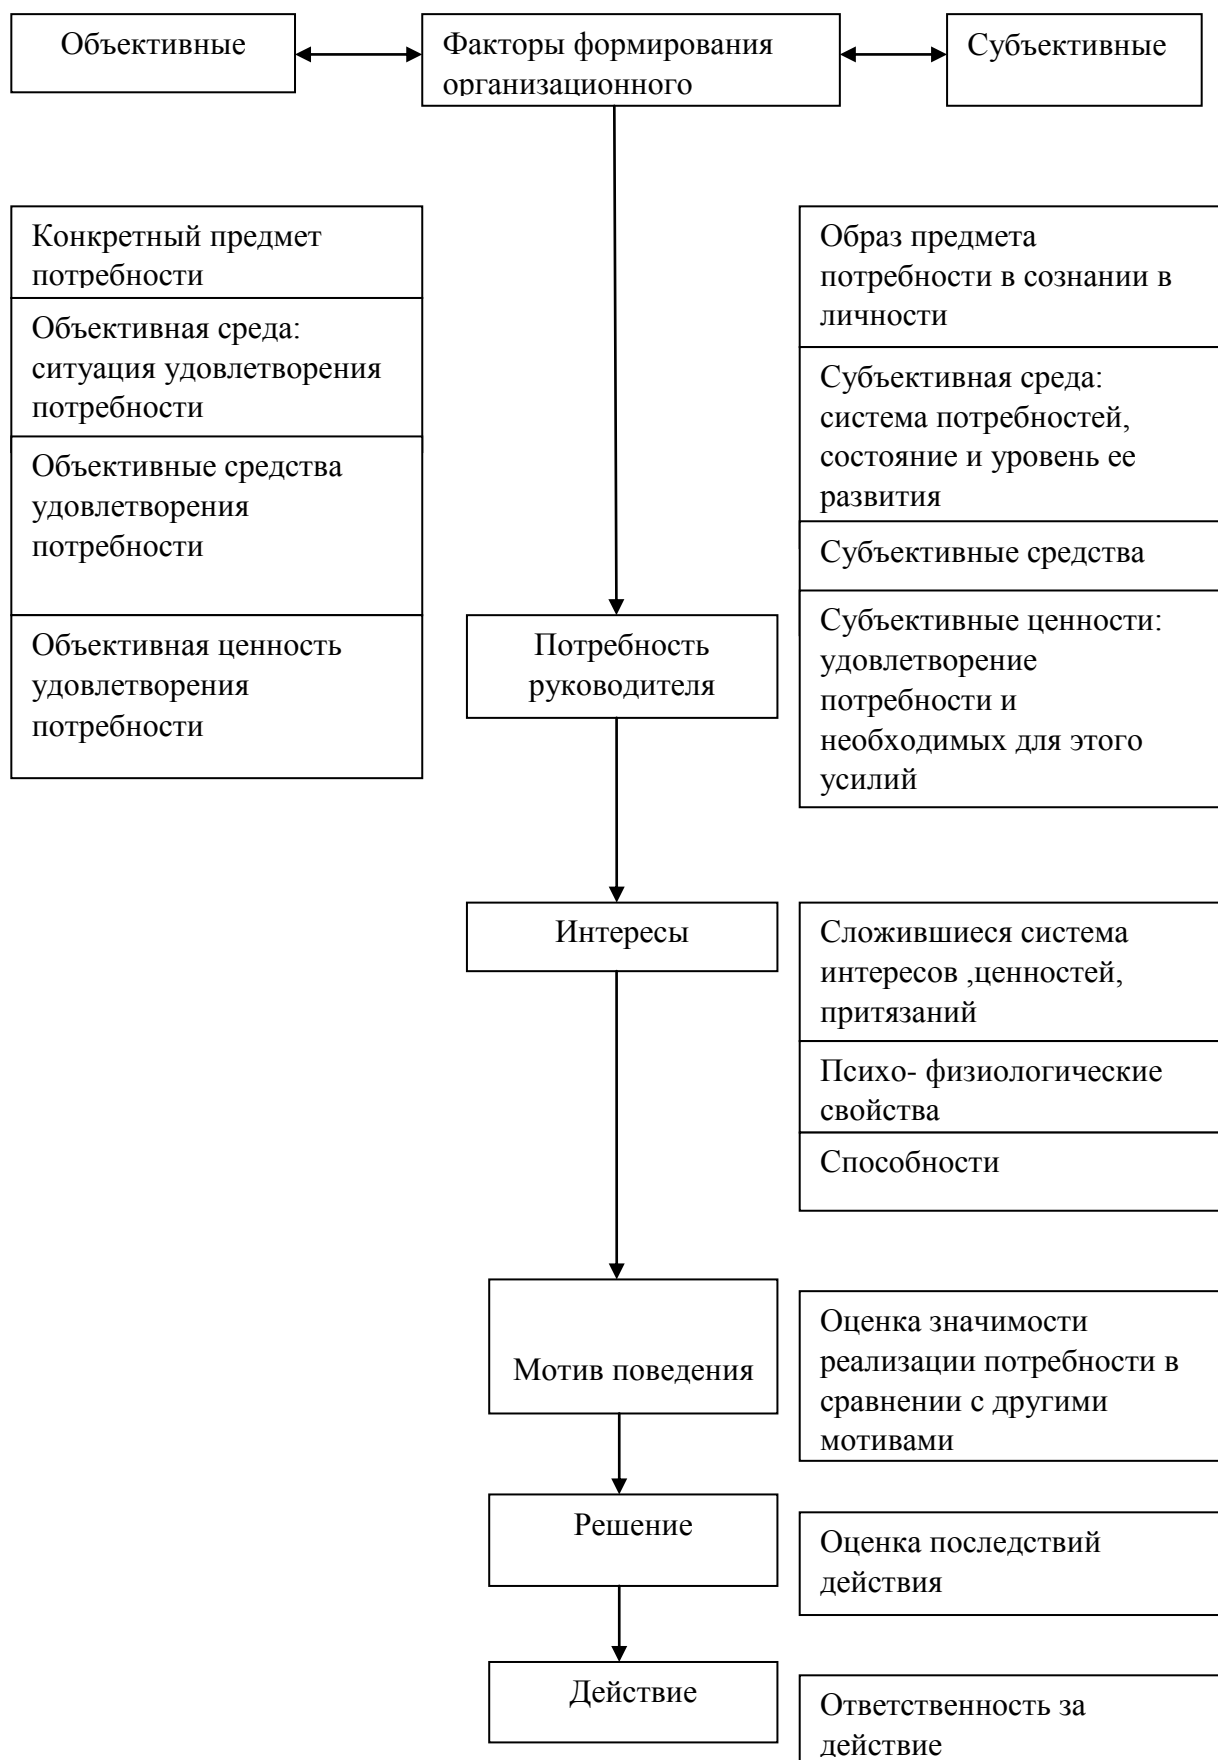 Объективные
Факторы формирования
организационного
Субъективные
Конкретный предмет
потребности
Объективная среда:
ситуация удовлетворения
потребности
Объективные средства
удовлетворения
потребности
Объективная ценность
удовлетворения
потребности
Образ предмета
потребности в сознании в
личности
Субъективная среда:
система потребностей,
состояние и уровень ее
развития
Субъективные средства
Субъективные ценности:
удовлетворение
потребности и
необходимых для этого
усилий
Потребность
руководителя
Интересы
Сложившиеся система
интересов ,ценностей,
притязаний
Психо- физиологические
свойства
Способности
Мотив поведения
Оценка значимости
реализации потребности в
сравнении с другими
мотивами
Решение
Оценка последствий
действия
Действие
Ответственность за
действие